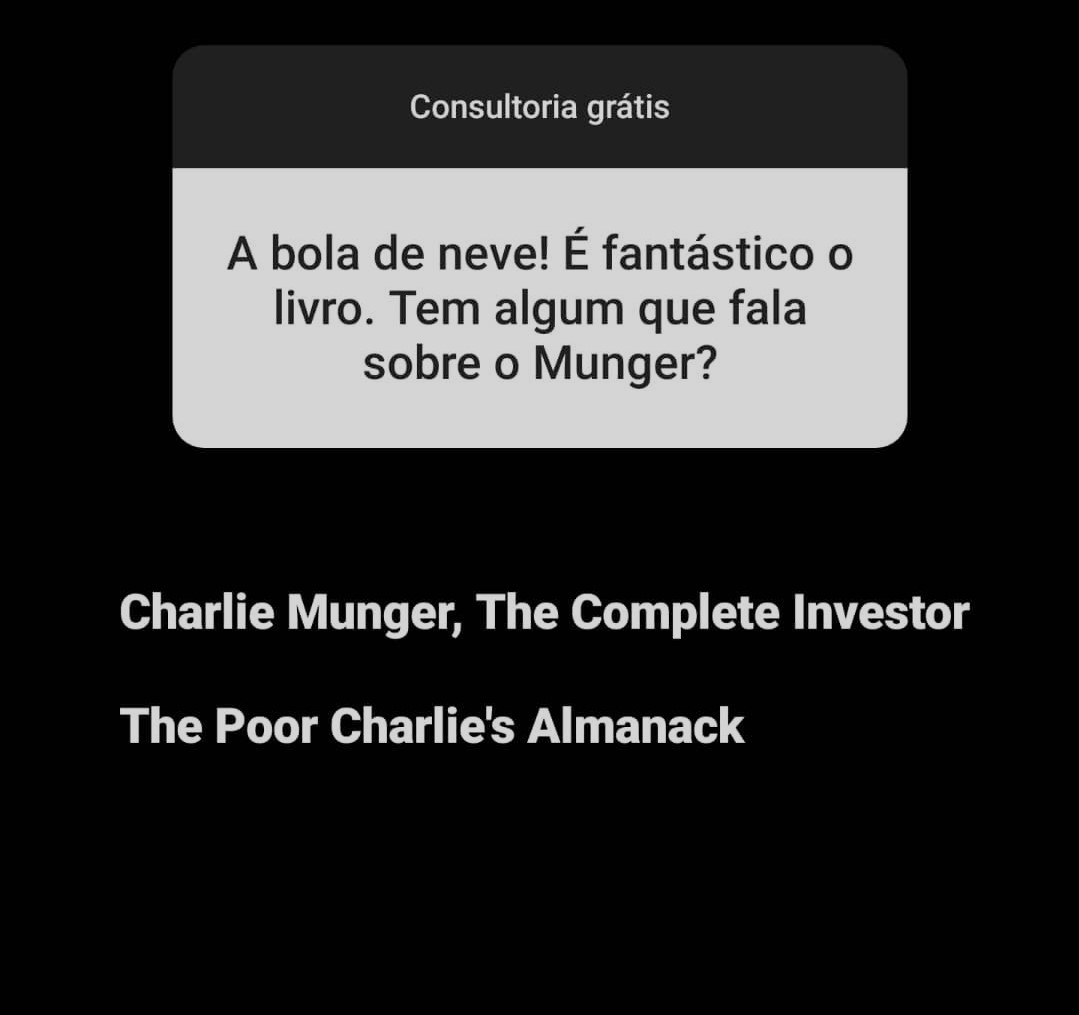 Consultoria grátis
A bola de neve! É fantástico o
livro. Tem algum que fala
sobre o Munger?
Charlie Munger, The Complete Investor
The Poor Charlie's Almanack